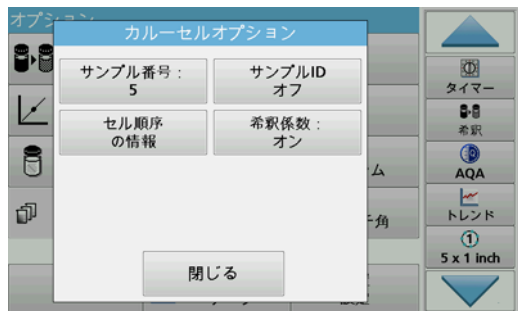 オプション
カルーセルオプション
サンプル番号：
5
サンプルID
オフ
セル順序
の情報
希釈係数：
オン
閉じる
ム
角
タイマー
希釈
AQA
トレンド
1
5 x 1 inch